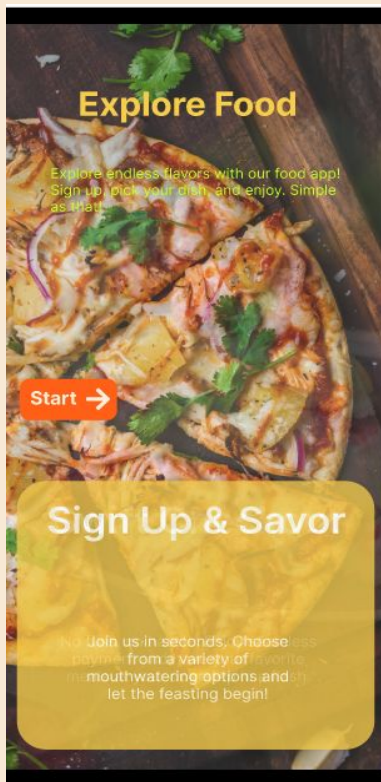 Explore Food
Explore endless flavors with our food app!
Sign up, pick your dish, and enjoy. Simple
as that!
Start
Sign Up & Savor
Join us in seconds. Choose
from a variety of
mouthwatering options and
let the feasting begin!